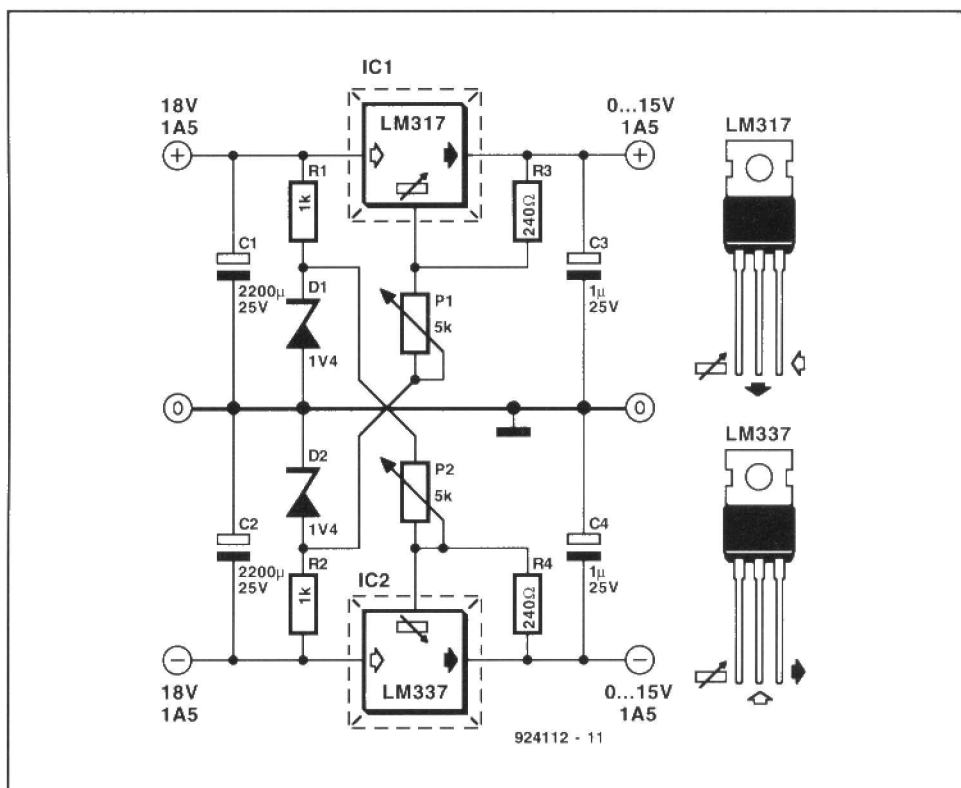 IC1
18V
1A5
+
LM317
0...15V
1A5
+
LM317
R1
1k
R3
240Ω
C1
2200µ
25V
D1
1V4
P1
5k
C3
1µ
25V
0
0
LM337
D2
1V4
P2
5k
C2
2200µ
25V
R2
1k
IC2
R4
240Ω
C4
1µ
25V
−
18V
1A5
LM337
−
0...15V
1A5
924112 - 11